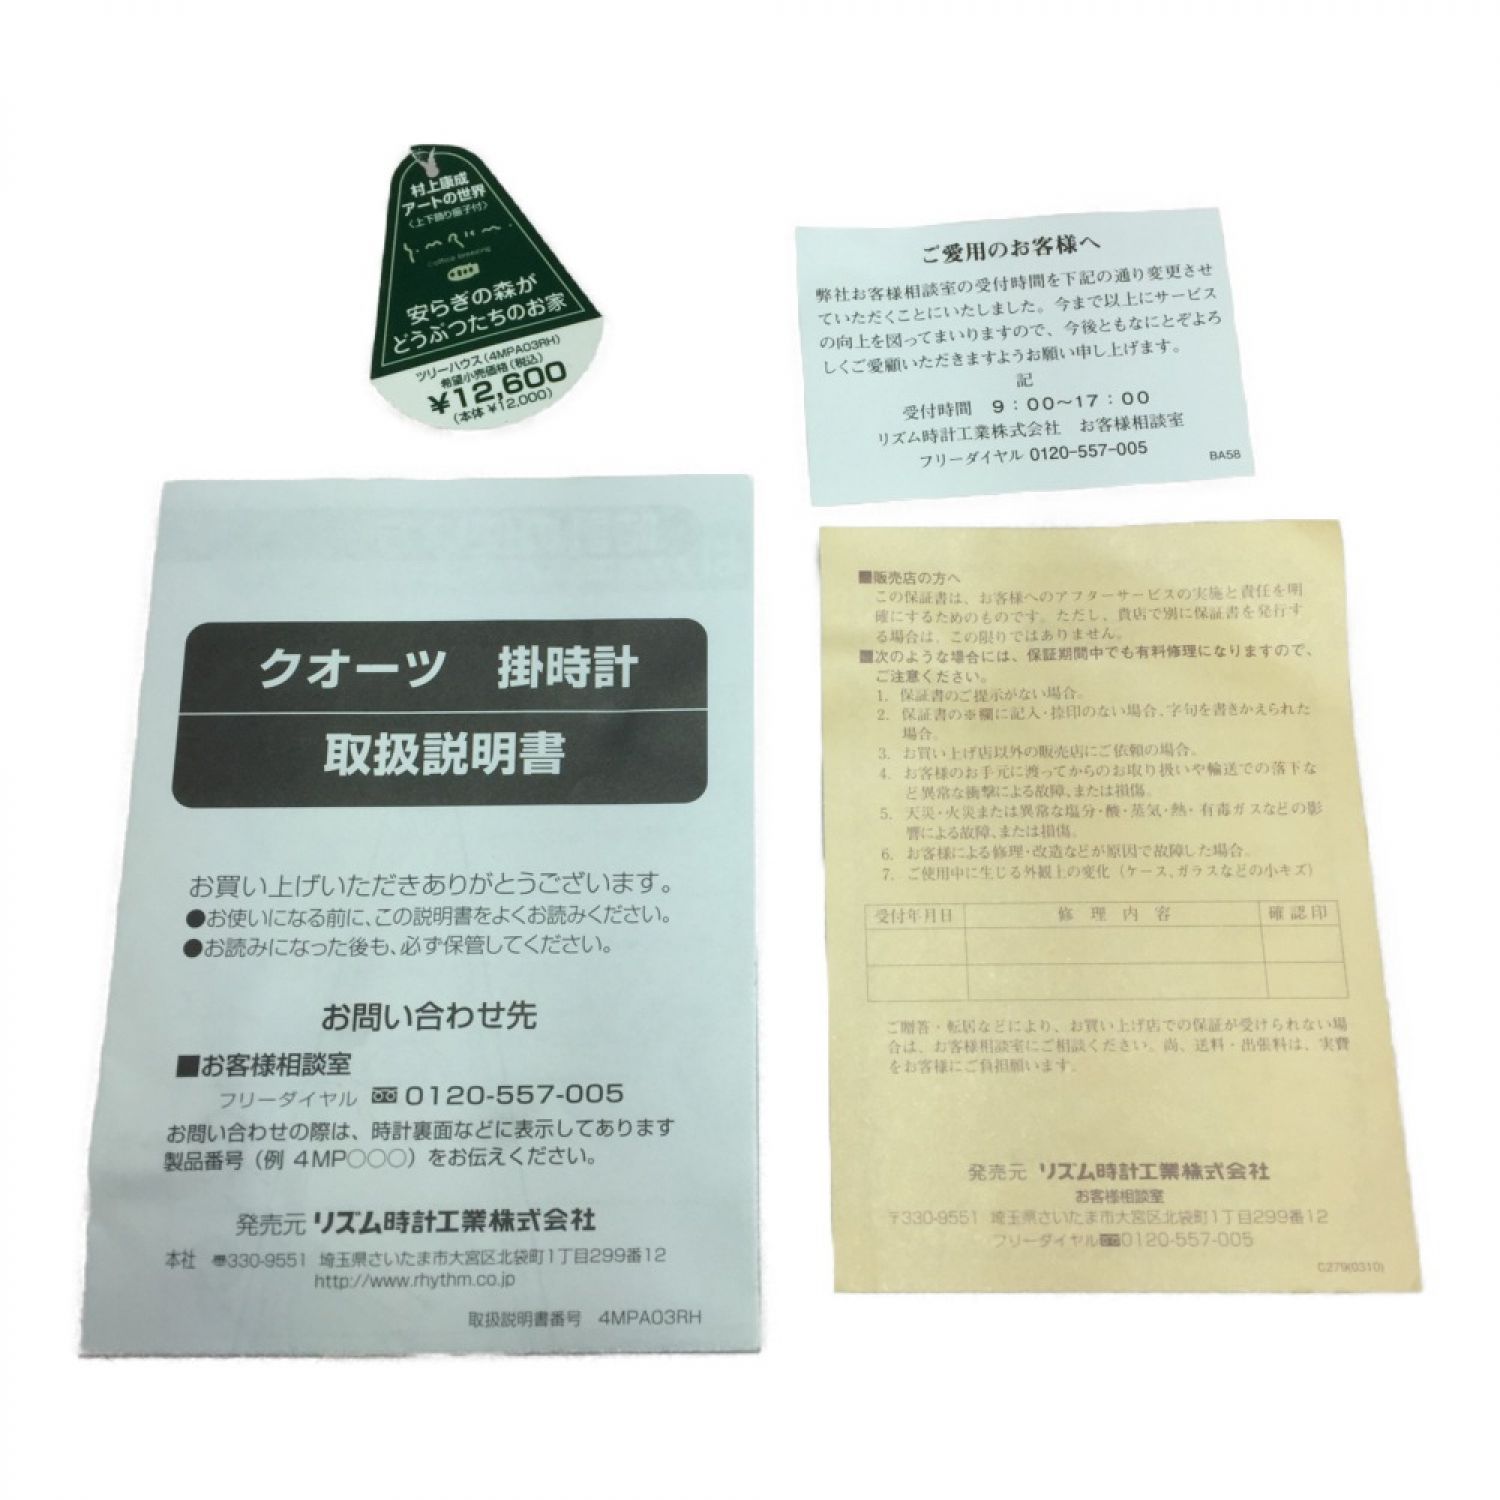 村上康成
アートの世界
〈上下飾り振子付〉
安らぎの森が
どうぶつたちのお家
ツリーハウス(4MPA03RH)
希望小売価格(税込)
¥12,600
(本体 ¥12,000)
ご愛用のお客様へ
弊社お客様相談室の受付時間を下記の通り変更させ
ていただくことにいたしました。今まで以上にサービス
の向上を図ってまいりますので、今後ともなにとぞよろ
しくご愛顧いただきますようお願い申し上げます。
記
受付時間 9:00〜17:00
リズム時計工業株式会社 お客様相談室
フリーダイヤル 0120-557-005
BA58
クオーツ 掛時計
取扱説明書
お買い上げいただきありがとうございます。
●お使いになる前に、この説明書をよくお読みください。
●お読みになった後も、必ず保管してください。
お問い合わせ先
■お客様相談室
フリーダイヤル 0120-557-005
お問い合わせの際は、時計裏面などに表示してあります
製品番号(例 4MP○○○)をお伝えください。
発売元 リズム時計工業株式会社
本社 〒330-9551 埼玉県さいたま市大宮区北袋町1丁目299番12
http://www.rhythm.co.jp
取扱説明書番号 4MPA03RH
■販売店の方へ
この保証書は、お客様へのアフターサービスの実施と責任を明
確にするためのものです。ただし、貴店で別に保証書を発行す
る場合は、この限りではありません。
■次のような場合には、保証期間中でも有料修理になりますので、
ご注意ください。
1. 保証書のご提示がない場合。
2. 保証書の※欄に記入・捺印のない場合、字句を書きかえられた
場合。
3. お買い上げ店以外の販売店にご依頼の場合。
4. お客様のお手元に渡ってからのお取り扱いや輸送での落下な
ど異常な衝撃による故障、または損傷。
5. 天災・火災または異常な塩分・酸・蒸気・熱・有毒ガスなどの影
響による故障、または損傷。
6. お客様による修理・改造などが原因で故障した場合。
7. ご使用中に生じる外観上の変化(ケース、ガラスなどの小キズ)
受付年月日 修理内容 確認印
ご贈答・転居などにより、お買い上げ店での保証が受けられない場
合は、お客様相談室にご相談ください。尚、送料・出張料は、実費
をお客様にご負担願います。
発売元 リズム時計工業株式会社
お客様相談室
〒330-9551 埼玉県さいたま市大宮区北袋町1丁目299番12
フリーダイヤル0120-557-005
C279(0310)